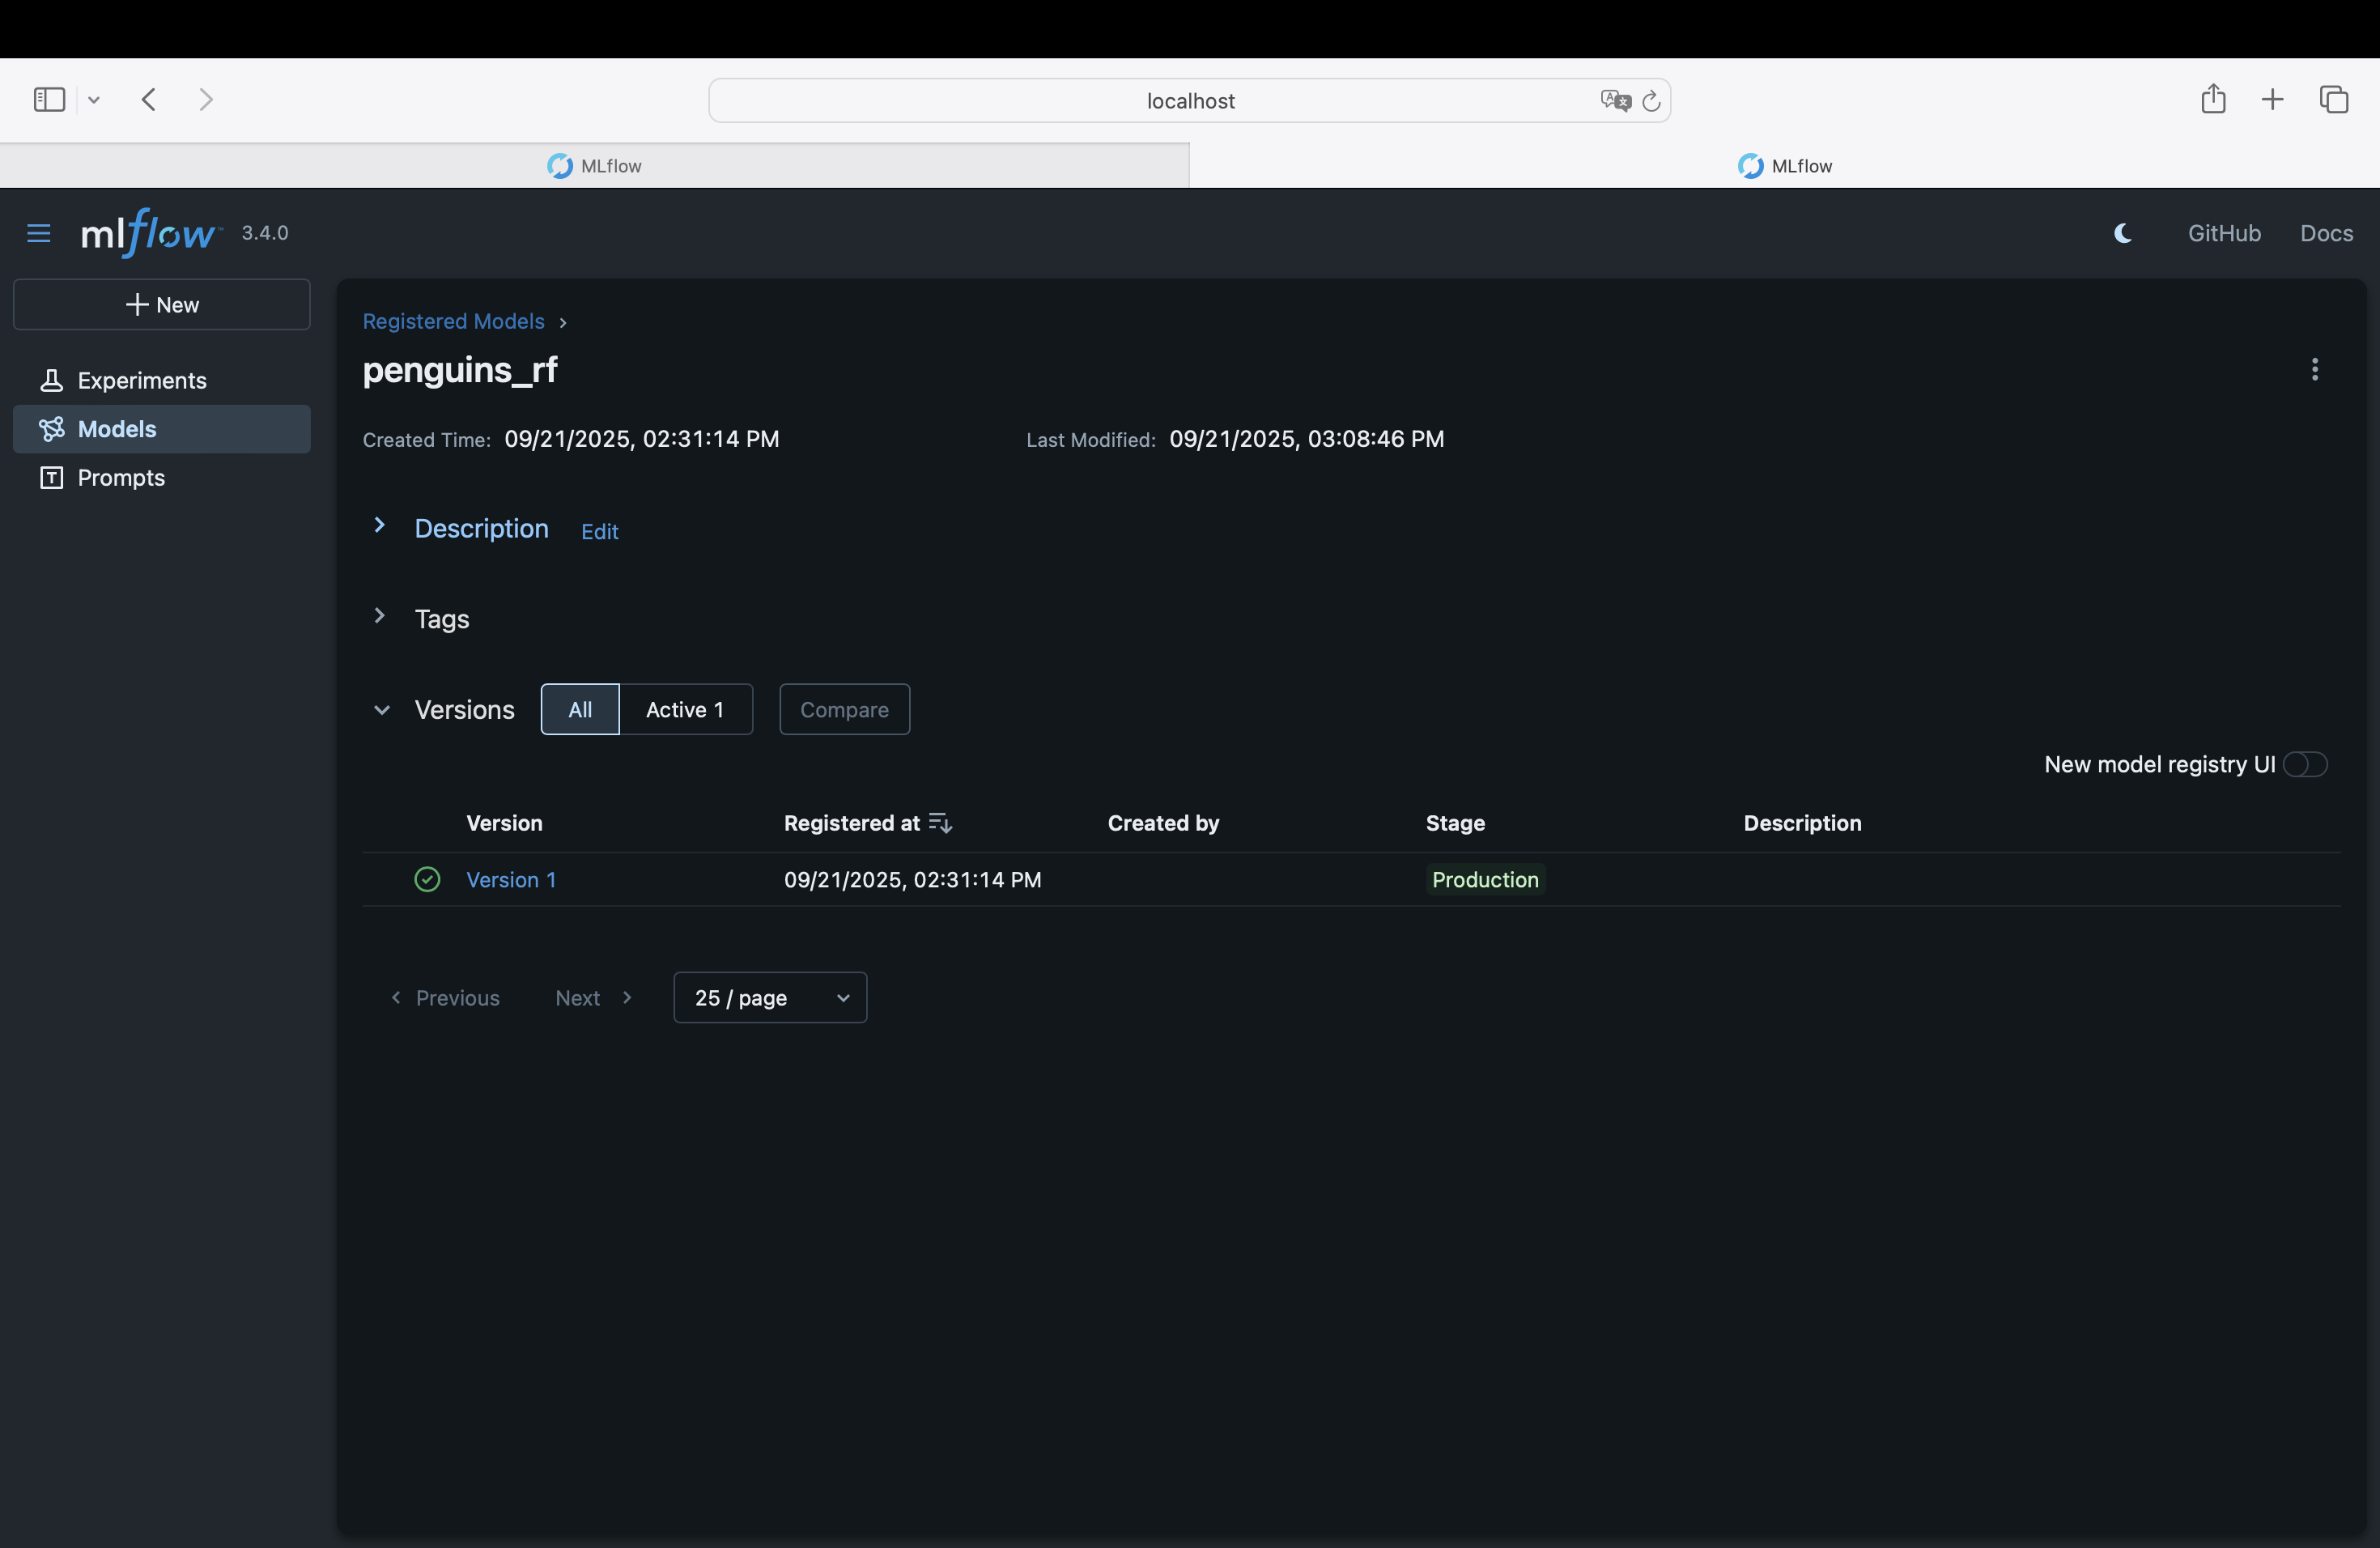 localhost
MLflow
MLflow
mlflow™ 3.4.0
GitHub Docs
New
Experiments
Models
Prompts
Registered Models
penguins_rf
Created Time: 09/21/2025, 02:31:14 PM Last Modified: 09/21/2025, 03:08:46 PM
Description Edit
Tags
Versions All Active 1 Compare
New model registry UI
Version Registered at Created by Stage Description
Version 1 09/21/2025, 02:31:14 PM Production
Previous Next 25 / page